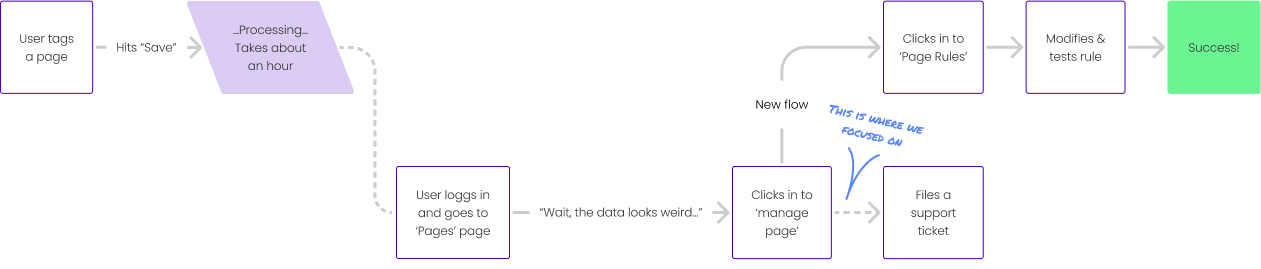 User tags
a page
Hits “Save”
...Processing...
Takes about
an hour
User loggs in
and goes to
‘Pages’ page
“Wait, the data looks weird...”
Clicks in to
‘manage
page’
New flow
This is where we
focused on
Files a
support
ticket
Clicks in to
‘Page Rules’
Modifies &
tests rule
Success!